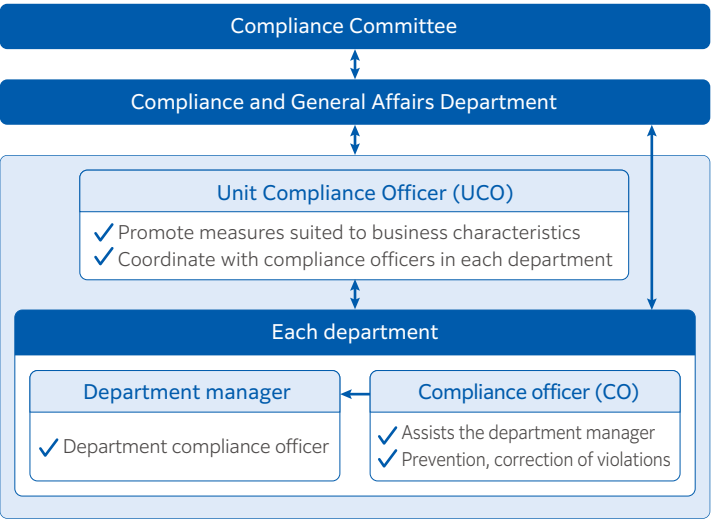 Compliance Committee
Compliance and General Affairs Department
Unit Compliance Officer (UCO)
Promote measures suited to business characteristics
Coordinate with compliance officers in each department
Each department
Department manager
Department compliance officer
Compliance officer (CO)
Assists the department manager
Prevention, correction of violations